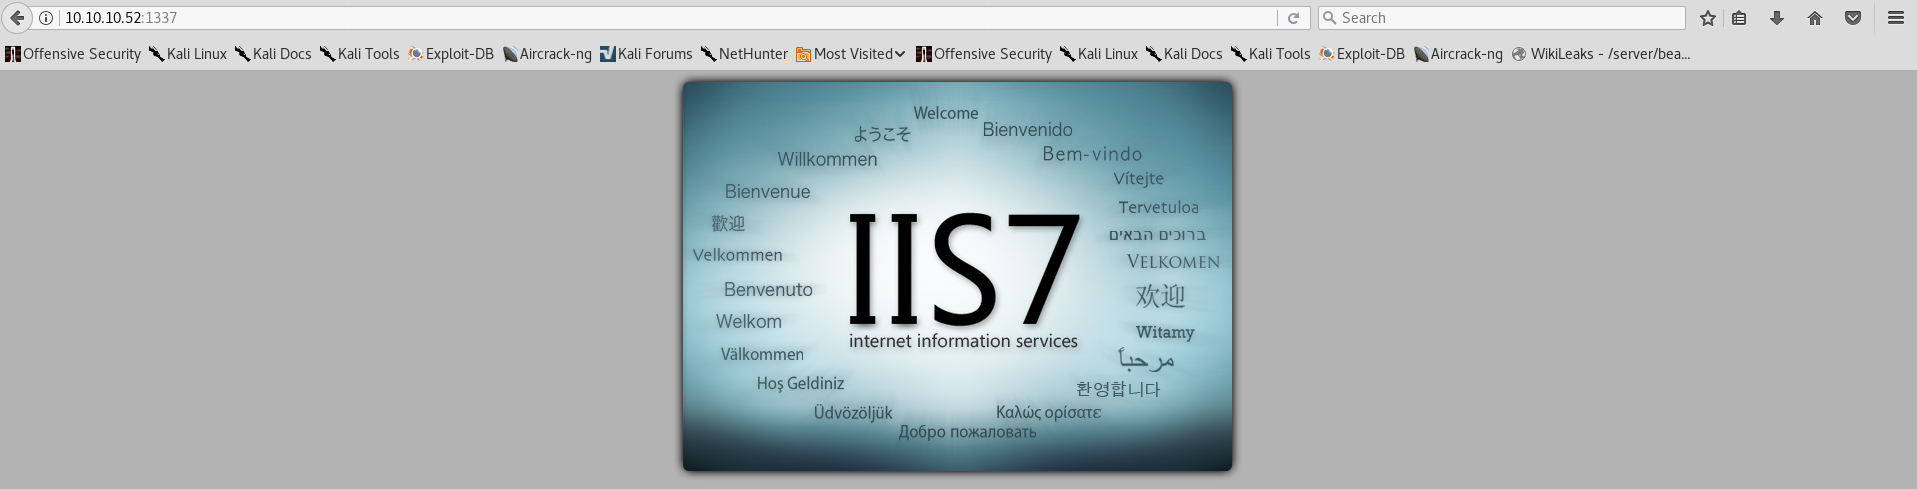 10.10.10.52:1337
Search
Offensive Security Kali Linux Kali Docs Kali Tools Exploit-DB Aircrack-ng Kali Forums NetHunter Most Visited Offensive Security Kali Linux Kali Docs Kali Tools Exploit-DB Aircrack-ng WikiLeaks - /server/bea...
Welcome
ようこそ
Bienvenido
Willkommen
Bem-vindo
Bienvenue
Vítejte
歡迎
Tervetuloa
ברוכים הבאים
Velkommen
VELKOMEN
Benvenuto
欢迎
IIS7
internet information services
Welkom
Witamy
Välkommen
مرحباً
Hoş Geldiniz
환영합니다
Üdvözöljük
Καλώς ορίσατε
Добро пожаловать